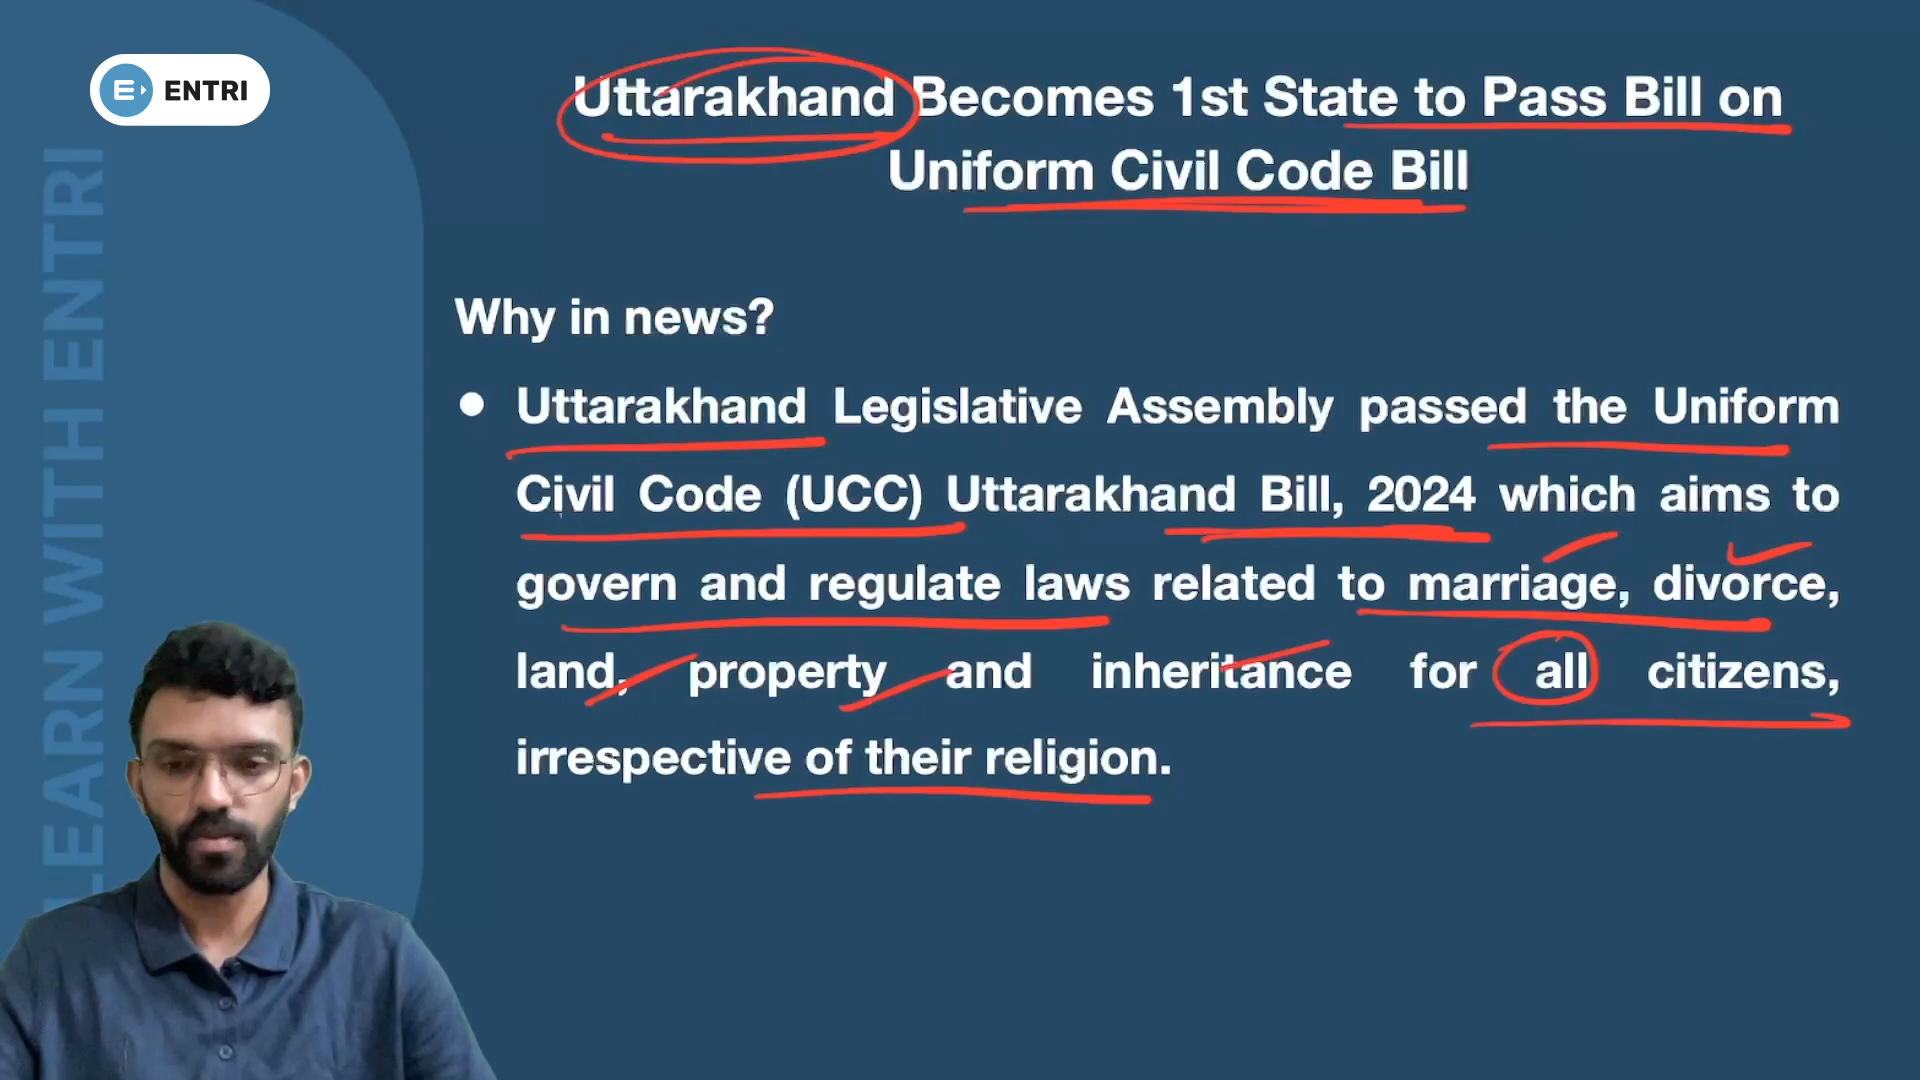 ENTRI
LEARN WITH ENTRI
Uttarakhand Becomes 1st State to Pass Bill on
Uniform Civil Code Bill
Why in news?
• Uttarakhand Legislative Assembly passed the Uniform
Civil Code (UCC) Uttarakhand Bill, 2024 which aims to
govern and regulate laws related to marriage, divorce,
land, property and inheritance for all citizens,
irrespective of their religion.